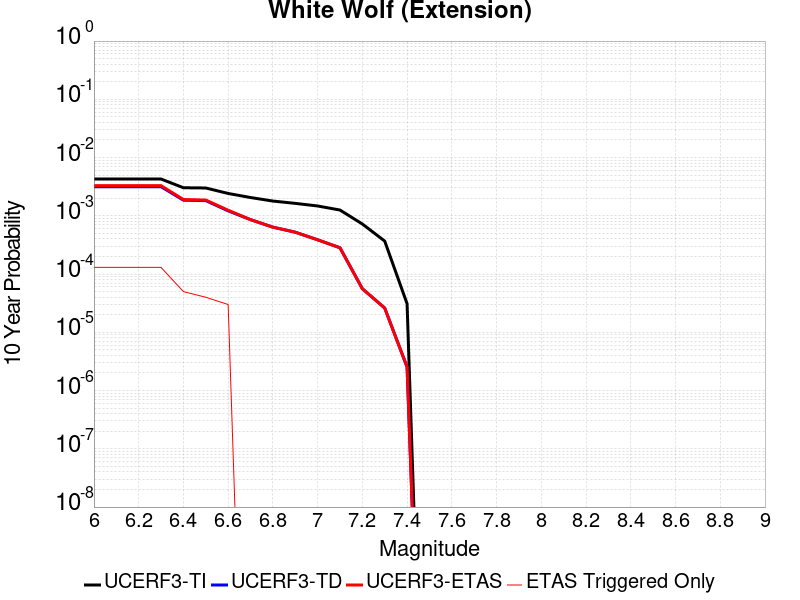 White Wolf (Extension)
10^0
10^-1
10^-2
10^-3
10^-4
10^-5
10^-6
10^-7
10^-8
10 Year Probability
6 6.2 6.4 6.6 6.8 7 7.2 7.4 7.6 7.8 8 8.2 8.4 8.6 8.8 9
Magnitude
UCERF3-TI UCERF3-TD UCERF3-ETAS ETAS Triggered Only